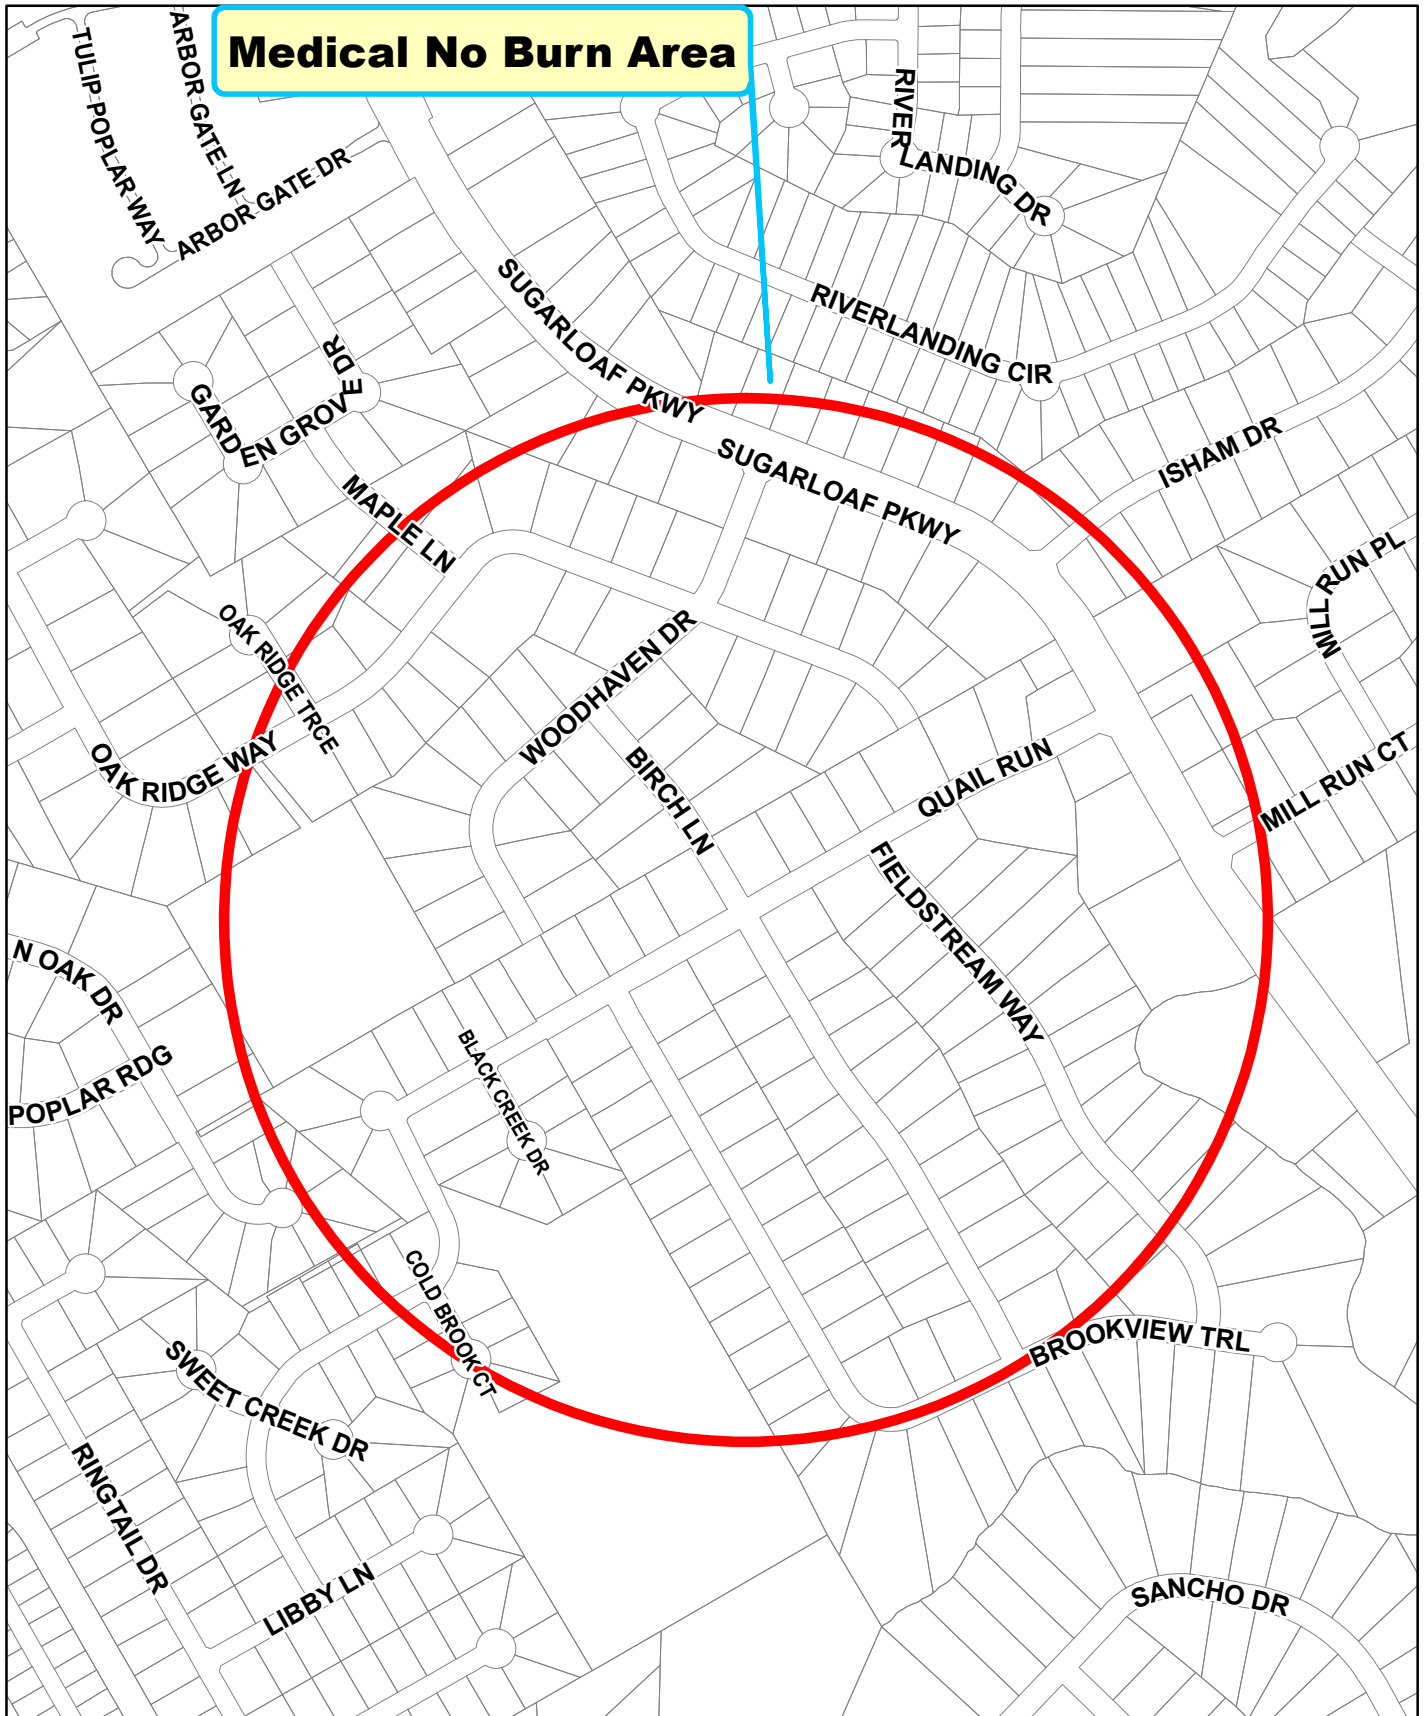 Medical No Burn Area
TULIP POPLAR WAY
ARBOR GATE LN
ARBOR GATE DR
RIVER LANDING DR
SUGARLOAF PKWY
RIVERLANDING CIR
GARDEN GROVE DR
SUGARLOAF PKWY
ISHAM DR
MAPLE LN
MILL RUN PL
OAK RIDGE TRCE
WOODHAVEN DR
OAK RIDGE WAY
BIRCH LN
QUAIL RUN
MILL RUN CT
FIELDSTREAM WAY
N OAK DR
POPLAR RDG
BLACK CREEK DR
COLD BROOK CT
BROOKVIEW TRL
SWEET CREEK DR
RINGTAIL DR
LIBBY LN
SANCHO DR